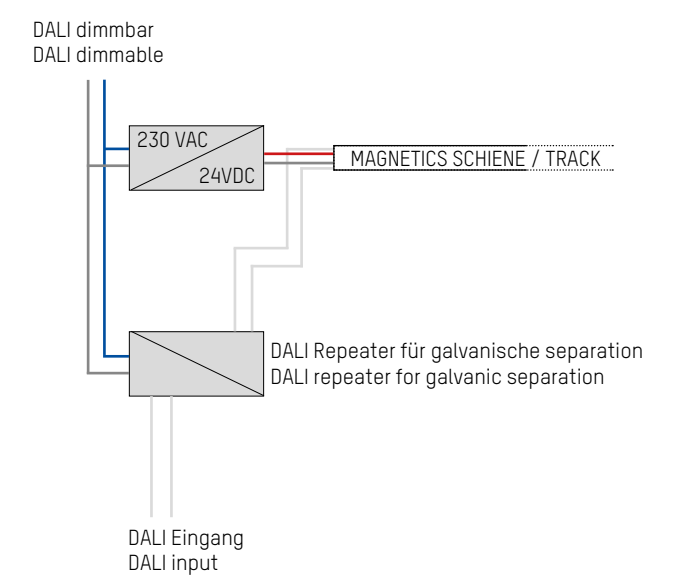 DALI dimmbar
DALI dimmable
230 VAC
24VDC
MAGNETICS SCHIENE / TRACK
DALI Repeater für galvanische separation
DALI repeater for galvanic separation
DALI Eingang
DALI input